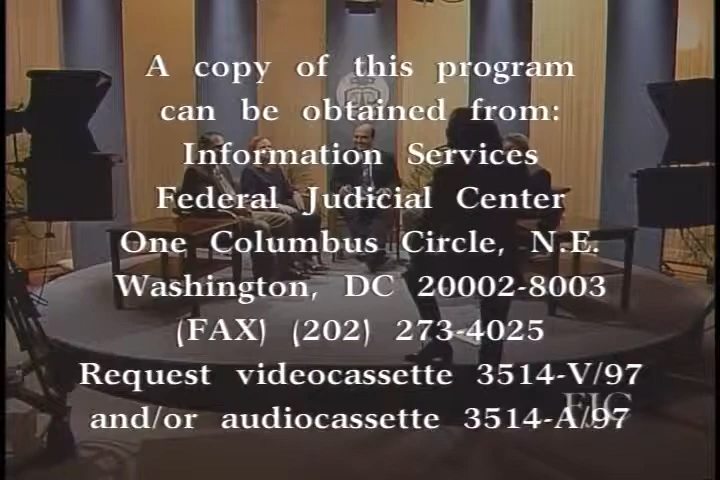 A copy of this program
can be obtained from:
Information Services
Federal Judicial Center
One Columbus Circle, N.E.
Washington, DC 20002-8003
(FAX) (202) 273-4025
Request videocassette 3514-V/97
and/or audiocassette 3514-A/97
FJC